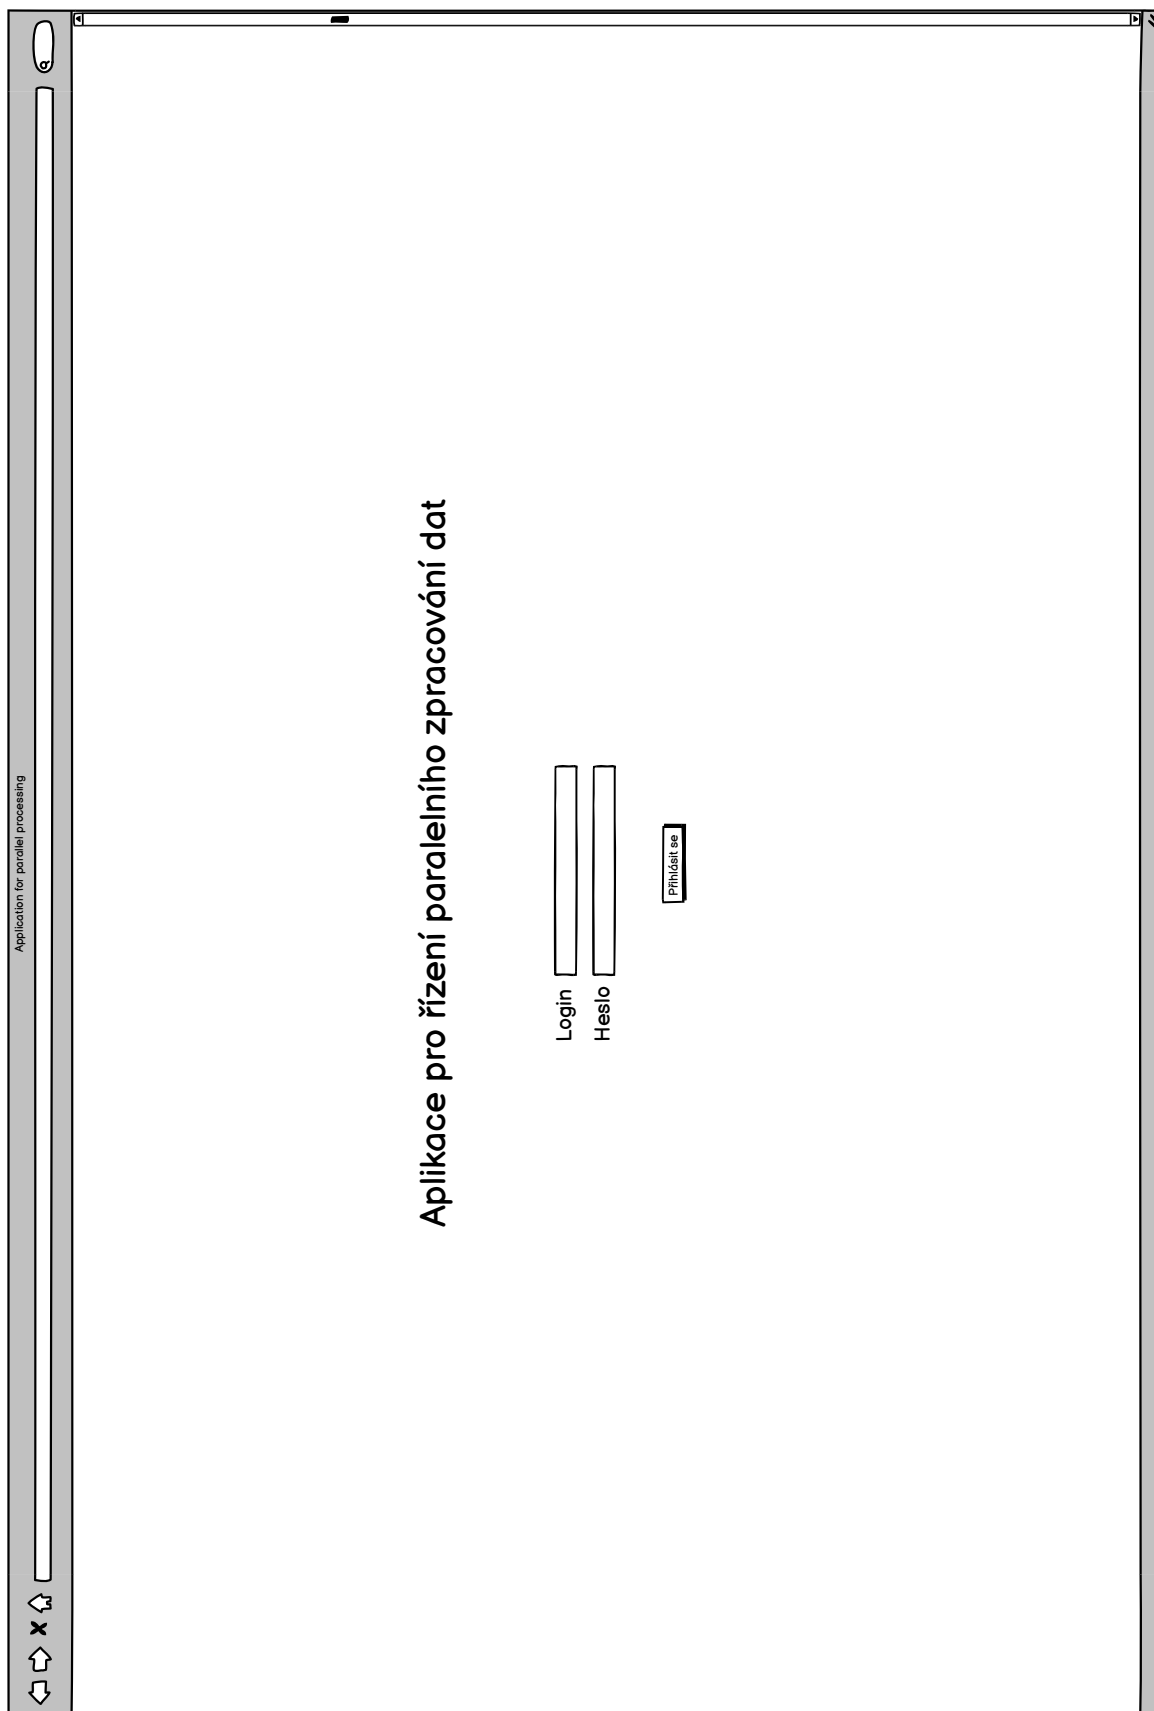 Application for parallel processing
Aplikace pro řízení paralelního zpracování dat
Login
Heslo
Přihlásit se